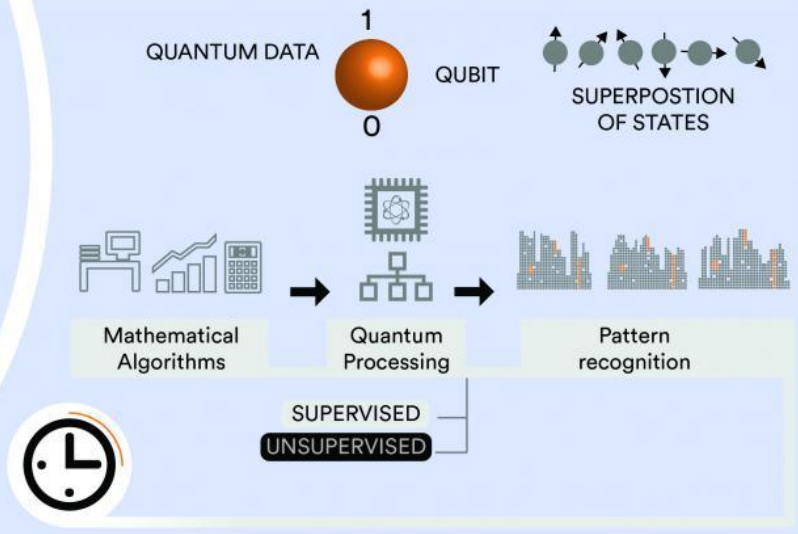 1
QUANTUM DATA
QUBIT
0
SUPERPOSTION
OF STATES
Mathematical
Algorithms
Quantum
Processing
Pattern
recognition
SUPERVISED
UNSUPERVISED